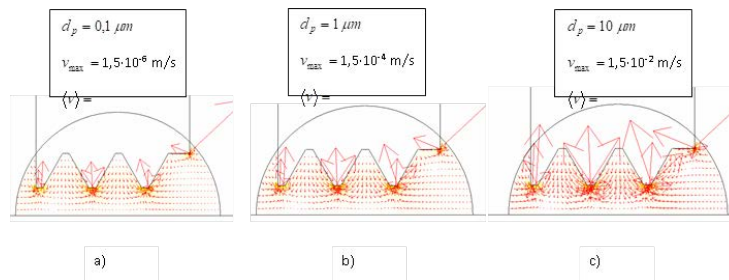 d_p = 0,1 μm
v_max = 1,5·10⁻⁶ m/s
⟨v⟩ =
d_p = 1 μm
v_max = 1,5·10⁻⁴ m/s
⟨v⟩ =
d_p = 10 μm
v_max = 1,5·10⁻² m/s
⟨v⟩ =
a)
b)
c)